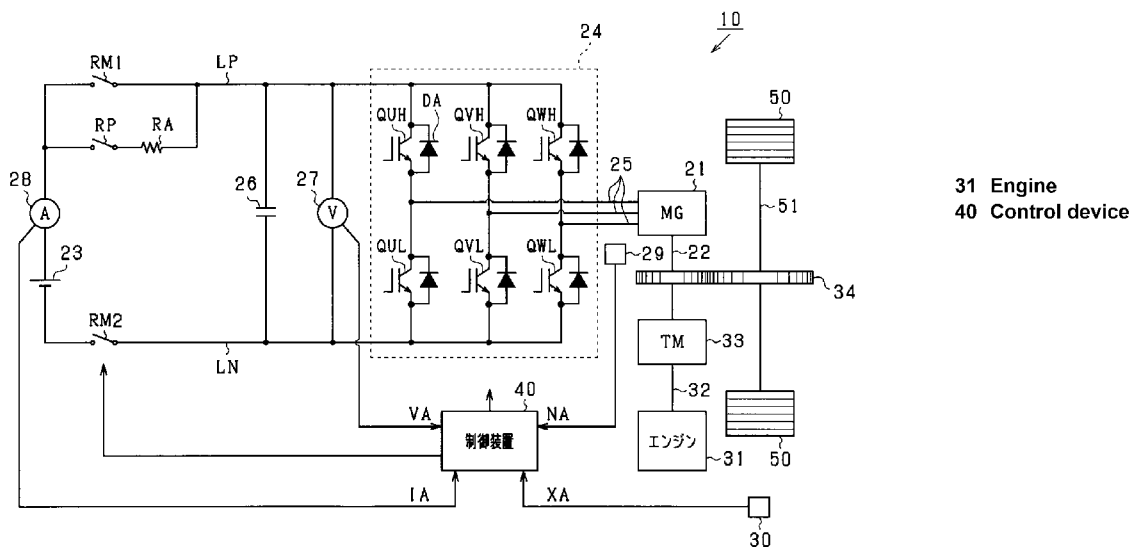 10
24
RM1
LP
50
QUH
DA
QVH
QWH
RP
RA
25
21
28
A
26
27
V
MG
51
31 Engine
40 Control device
22
QUL
QVL
QWL
29
23
34
RM2
TM
33
LN
32
40
VA
NA
制御装置
エンジン
31
50
IA
XA
30